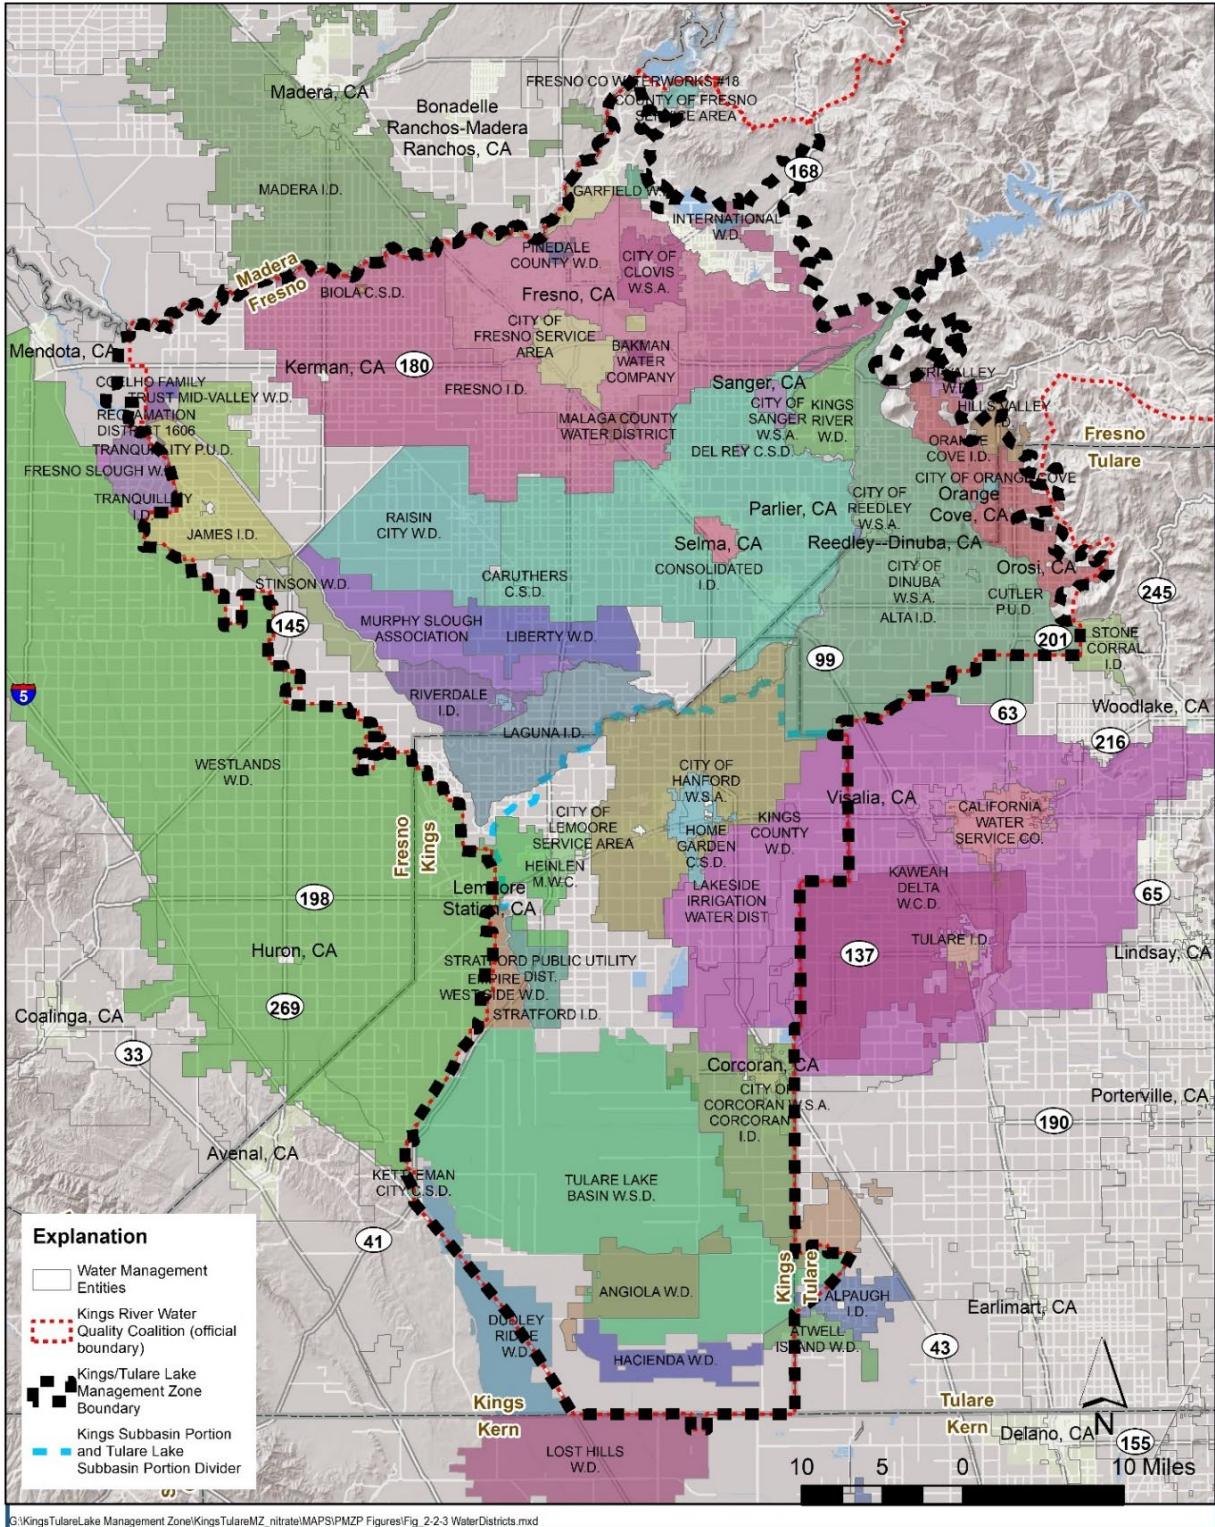 FRESNO CO WATERWORKS #18
COUNTY OF FRESNO
SERVICE AREA
Madera, CA
Bonadelle
Ranchos-Madera
Ranchos, CA
168
MADERA I.D.
GARFIELD W.
INTERNATIONAL
W.D.
PINEDALE
COUNTY W.D.
CITY OF
CLOVIS
W.S.A.
Madera
Fresno
BIOLA C.S.D.
Fresno, CA
CITY OF
FRESNO SERVICE
AREA
BAKMAN
WATER
COMPANY
Mendota, CA
Kerman, CA
180
FRESNO I.D.
Sanger, CA
COELHO FAMILY
TRUST MID-VALLEY W.D.
RECLAMATION
DISTRICT 1606
TRANQUILITY P.U.D.
FRESNO SLOUGH W.
TRANQUILLITY
I.D.
JAMES I.D.
MALAGA COUNTY
WATER DISTRICT
CITY OF
SANGER
W.S.A.
KINGS
RIVER
W.D.
DEL REY C.S.D.
TRI-VALLEY
W.D.
HILLS VALLEY
I.D.
ORANGE
COVE I.D.
Fresno
Tulare
CITY OF ORANGE COVE
Orange
Cove, CA
RAISIN
CITY W.D.
Parlier, CA
CITY OF
REEDLEY
W.S.A.
Selma, CA
Reedley--Dinuba, CA
CONSOLIDATED
I.D.
CARUTHERS
C.S.D.
CITY OF
DINUBA
W.S.A.
Orosi, CA
CUTLER
P.U.D.
ALTA I.D.
245
STINSON W.D.
145
MURPHY SLOUGH
ASSOCIATION
LIBERTY W.D.
201
STONE
CORRAL
I.D.
99
5
RIVERDALE
I.D.
LAGUNA I.D.
63
Woodlake, CA
216
WESTLANDS
W.D.
CITY OF
HANFORD
W.S.A.
Visalia, CA
CALIFORNIA
WATER
SERVICE CO.
CITY OF
LEMOORE
SERVICE AREA
HOME
GARDEN
C.S.D.
KINGS
COUNTY
W.D.
Fresno
Kings
HEINLEN
M.W.C.
Lemoore
Station, CA
LAKESIDE
IRRIGATION
WATER DIST
KAWEAH
DELTA
W.C.D.
65
198
Huron, CA
TULARE I.D.
137
Lindsay, CA
STRATFORD PUBLIC UTILITY
DIST.
EMPIRE
WEST SIDE W.D.
STRATFORD I.D.
269
Coalinga, CA
33
Corcoran, CA
CITY OF
CORCORAN W.S.A.
CORCORAN
I.D.
Porterville, CA
190
Avenal, CA
KETTLEMAN
CITY C.S.D.
TULARE LAKE
BASIN W.S.D.
41
Kings
Tulare
ANGIOLA W.D.
ALPAUGH
I.D.
Earlimart, CA
DUDLEY
RIDGE
W.D.
ATWELL
ISLAND W.D.
43
HACIENDA W.D.
Kings
Kern
Tulare
Kern
Delano, CA
155
LOST HILLS
W.D.
N
10 5 0 10 Miles
Explanation
Water Management
Entities
Kings River Water
Quality Coalition (official
boundary)
Kings/Tulare Lake
Management Zone
Boundary
Kings Subbasin Portion
and Tulare Lake
Subbasin Portion Divider
G:\KingsTulareLake Management Zone\KingsTulareMZ_nitrate\MAPS\PMZP Figures\Fig_2-2-3 WaterDistricts.mxd